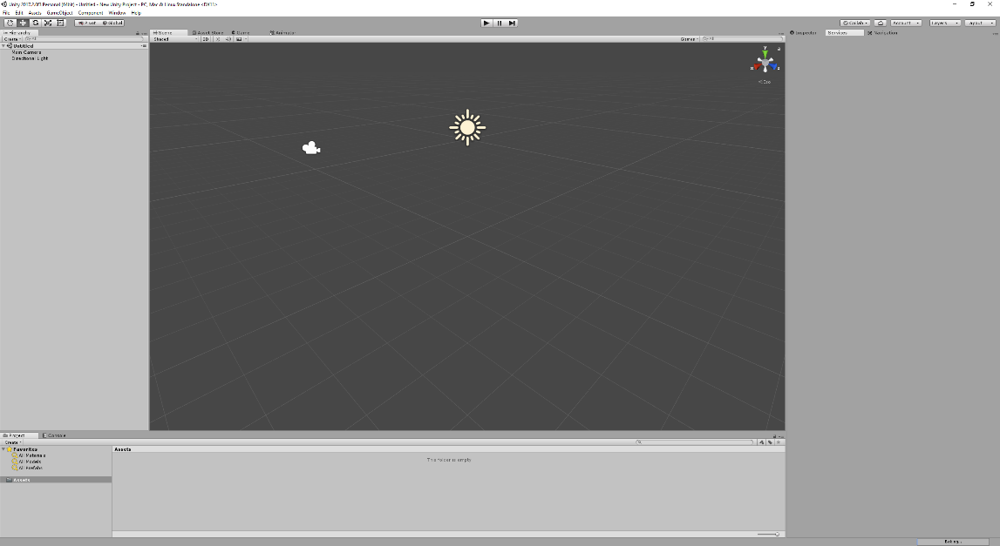 Unity 2017.2.0f3 Personal (64bit) - Untitled - New Unity Project - PC, Mac & Linux Standalone <DX11>
File Edit Assets GameObject Component Window Help
Pivot Global Collab Account Layers Layout
Hierarchy Scene Asset Store Game Animator Inspector Services Navigation
Create All Shaded 2D Gizmos All
Untitled
Main Camera
Directional Light
y
x z
Project Console
Create
Favorites Assets
All Materials
All Models This folder is empty
All Prefabs
Assets
Baking...